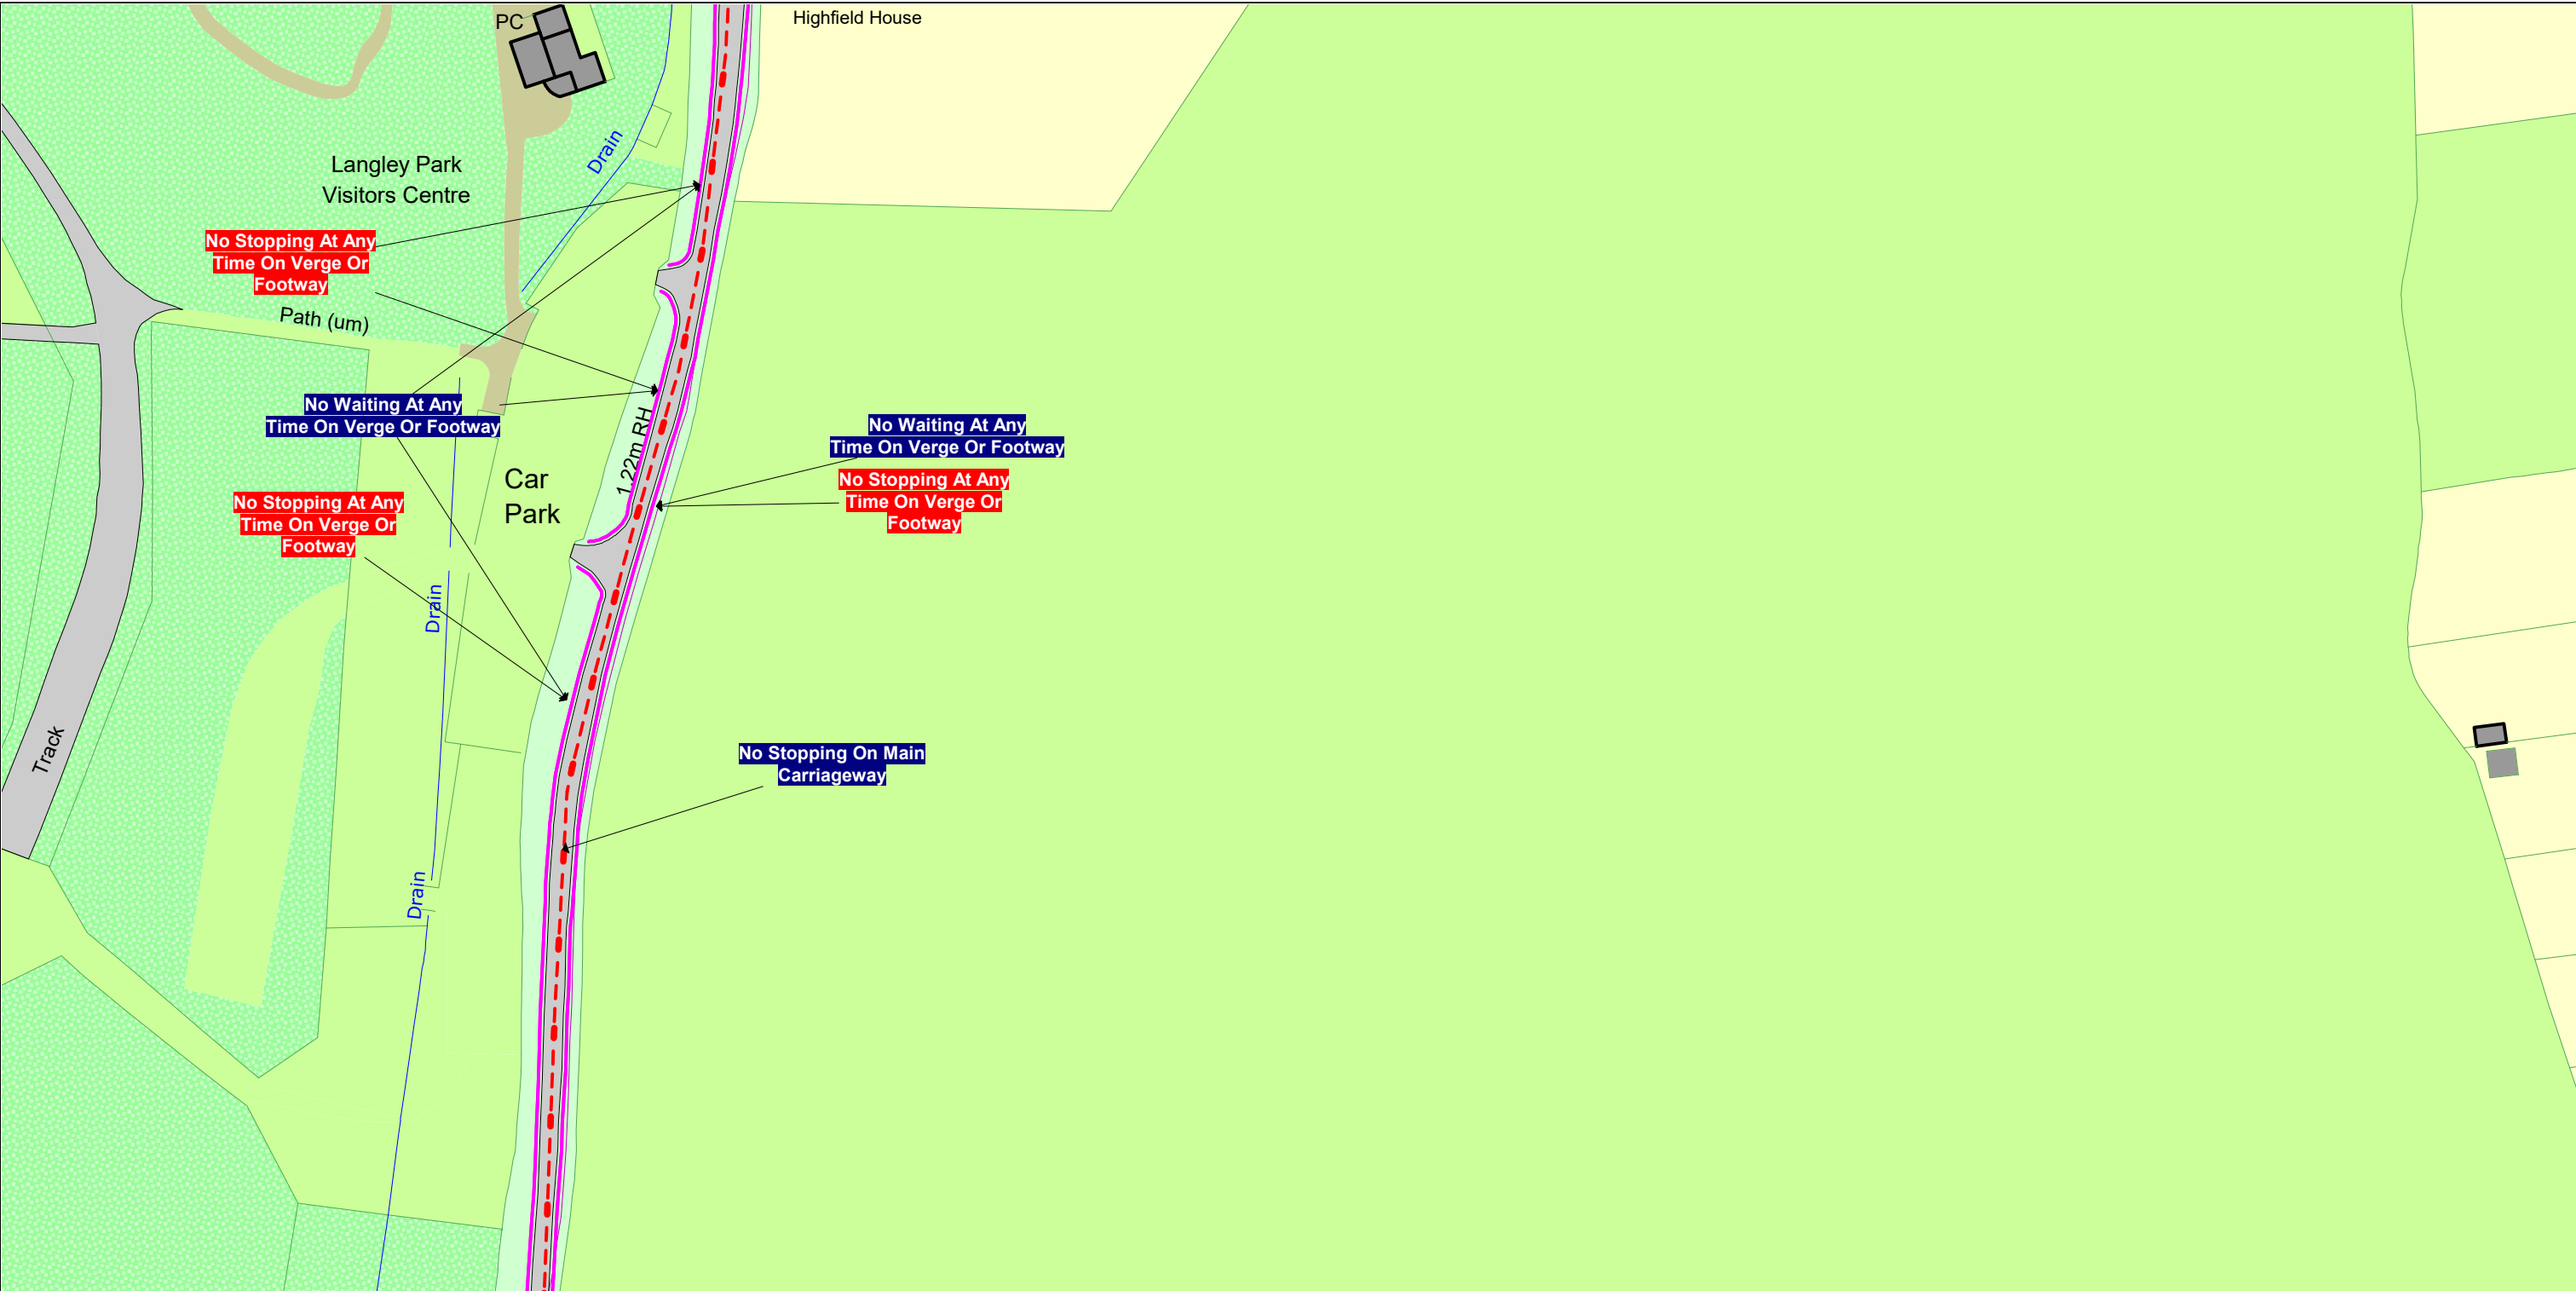 PC
Highfield House
Drain
Langley Park
Visitors Centre
No Stopping At Any
Time On Verge Or
Footway
Path (um)
No Waiting At Any
Time On Verge Or Footway
1.22m RH
No Waiting At Any
Time On Verge Or Footway
Car
Park
No Stopping At Any
Time On Verge Or
Footway
No Stopping At Any
Time On Verge Or
Footway
Drain
Track
No Stopping On Main
Carriageway
Drain